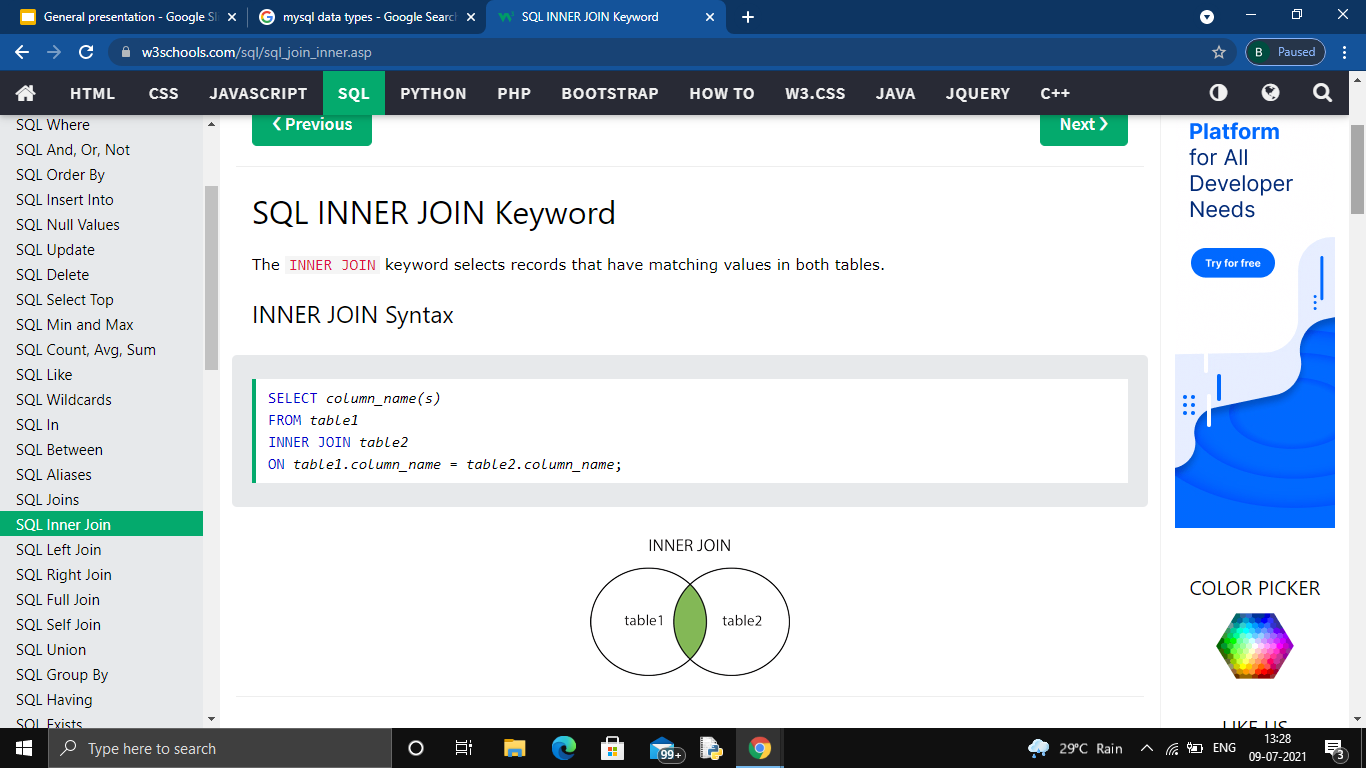 General presentation - Google Sl
mysql data types - Google Searc
SQL INNER JOIN Keyword
w3schools.com/sql/sql_join_inner.asp
B Paused
HTML CSS JAVASCRIPT SQL PYTHON PHP BOOTSTRAP HOW TO W3.CSS JAVA JQUERY C++
SQL Where
SQL And, Or, Not
SQL Order By
SQL Insert Into
SQL Null Values
SQL Update
SQL Delete
SQL Select Top
SQL Min and Max
SQL Count, Avg, Sum
SQL Like
SQL Wildcards
SQL In
SQL Between
SQL Aliases
SQL Joins
SQL Inner Join
SQL Left Join
SQL Right Join
SQL Full Join
SQL Self Join
SQL Union
SQL Group By
SQL Having
SQL Exists
❮ Previous
Next ❯
SQL INNER JOIN Keyword
The INNER JOIN keyword selects records that have matching values in both tables.
INNER JOIN Syntax
SELECT column_name(s)
FROM table1
INNER JOIN table2
ON table1.column_name = table2.column_name;
INNER JOIN
table1
table2
Platform
for All
Developer
Needs
Try for free
COLOR PICKER
LIKE US
Type here to search
99+
29°C Rain
ENG
13:28
09-07-2021
3